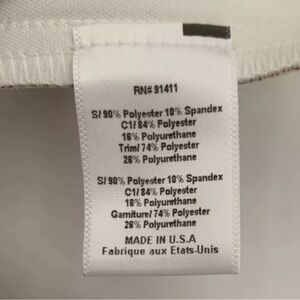 RN# 91411
S/ 90% Polyester 10% Spandex
C1/ 84% Polyester
16% Polyurethane
Trim/ 74% Polyester
26% Polyurethane
S/ 90% Polyester 10% Spandex
C1/ 84% Polyester
16% Polyurethane
Garniture/ 74% Polyester
26% Polyurethane
MADE IN U.S.A
Fabrique aux Etats-Unis